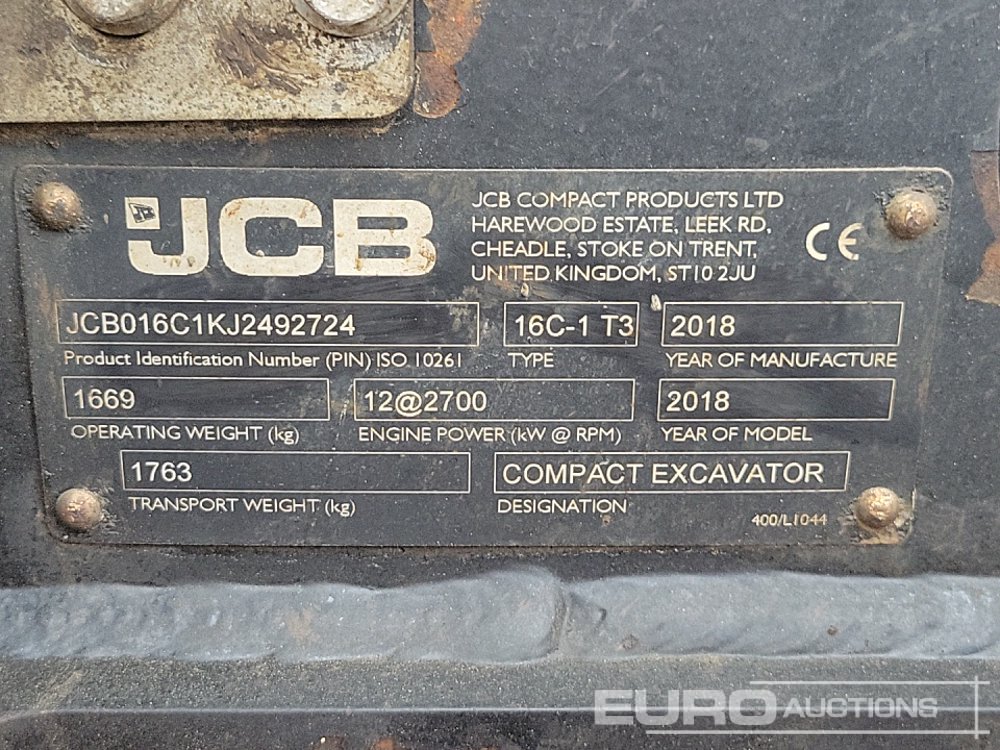 JCB
JCB COMPACT PRODUCTS LTD
HAREWOOD ESTATE, LEEK RD,
CHEADLE, STOKE ON TRENT,
UNITED KINGDOM, ST10 2JU
CE
JCB016C1KJ2492724
Product Identification Number (PIN) ISO 10261
16C-1 T3
TYPE
2018
YEAR OF MANUFACTURE
1669
OPERATING WEIGHT (kg)
12@2700
ENGINE POWER (kW @ RPM)
2018
YEAR OF MODEL
1763
TRANSPORT WEIGHT (kg)
COMPACT EXCAVATOR
DESIGNATION
400/L1044
EURO AUCTIONS